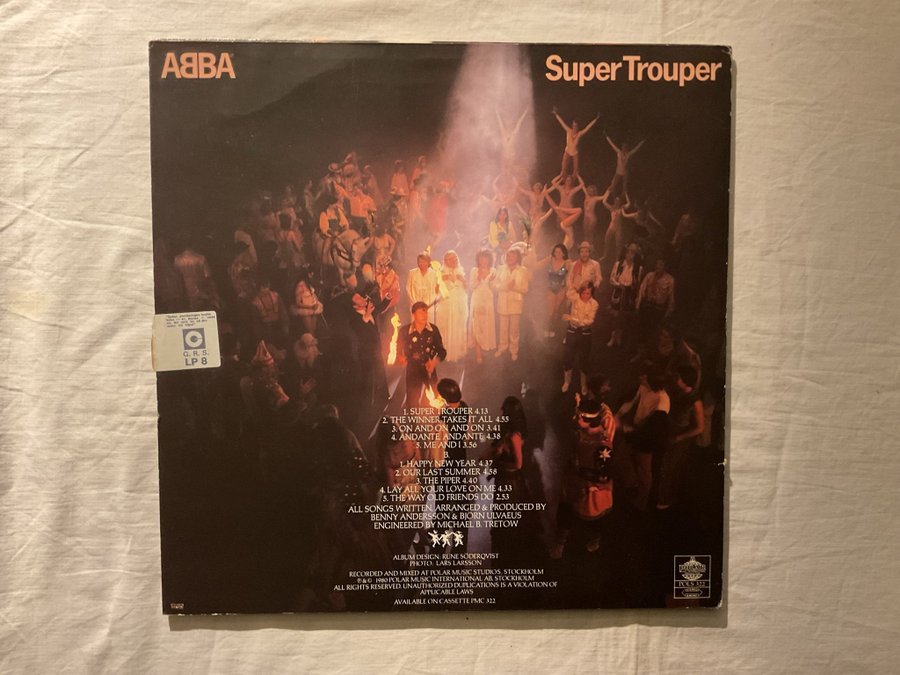 ABBA
Super Trouper
C
G. R. S.
LP 8
1. SUPER TROUPER 4.13
2. THE WINNER TAKES IT ALL 4.55
3. ON AND ON AND ON 3.41
4. ANDANTE, ANDANTE 4.38
5. ME AND I 3.56
B.
1. HAPPY NEW YEAR 4.37
2. OUR LAST SUMMER 4.58
3. THE PIPER 4.40
4. LAY ALL YOUR LOVE ON ME 4.33
5. THE WAY OLD FRIENDS DO 2.53
ALL SONGS WRITTEN, ARRANGED & PRODUCED BY
BENNY ANDERSSON & BJÖRN ULVAEUS
ENGINEERED BY MICHAEL B. TRETOW
ALBUM DESIGN: RUNE SÖDERQVIST
PHOTO: LARS LARSSON
RECORDED AND MIXED AT POLAR MUSIC STUDIOS, STOCKHOLM
℗ & © 1980 POLAR MUSIC INTERNATIONAL AB, STOCKHOLM
ALL RIGHTS RESERVED. UNAUTHORIZED DUPLICATIONS IS A VIOLATION OF
APPLICABLE LAWS
AVAILABLE ON CASSETTE PMC 322
POLS 322